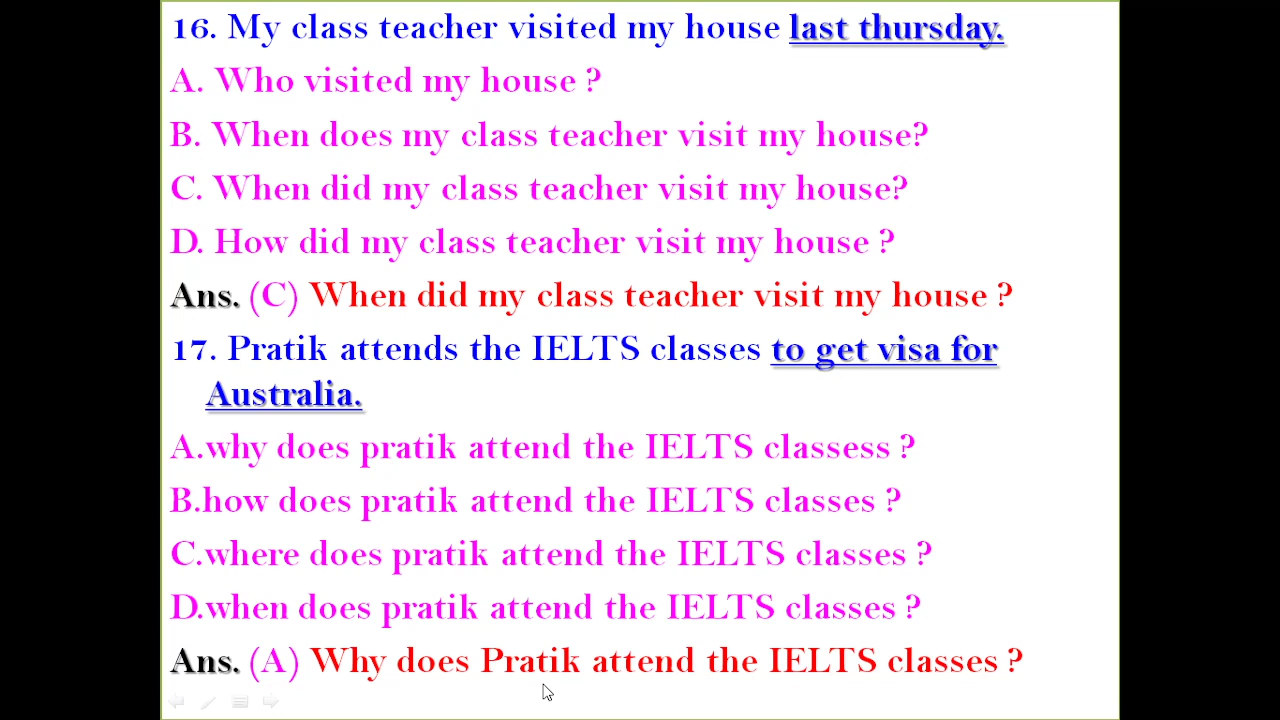 16. My class teacher visited my house last thursday.
A. Who visited my house ?
B. When does my class teacher visit my house?
C. When did my class teacher visit my house?
D. How did my class teacher visit my house ?
Ans. (C) When did my class teacher visit my house ?
17. Pratik attends the IELTS classes to get visa for
Australia.
A.why does pratik attend the IELTS classess ?
B.how does pratik attend the IELTS classes ?
C.where does pratik attend the IELTS classes ?
D.when does pratik attend the IELTS classes ?
Ans. (A) Why does Pratik attend the IELTS classes ?